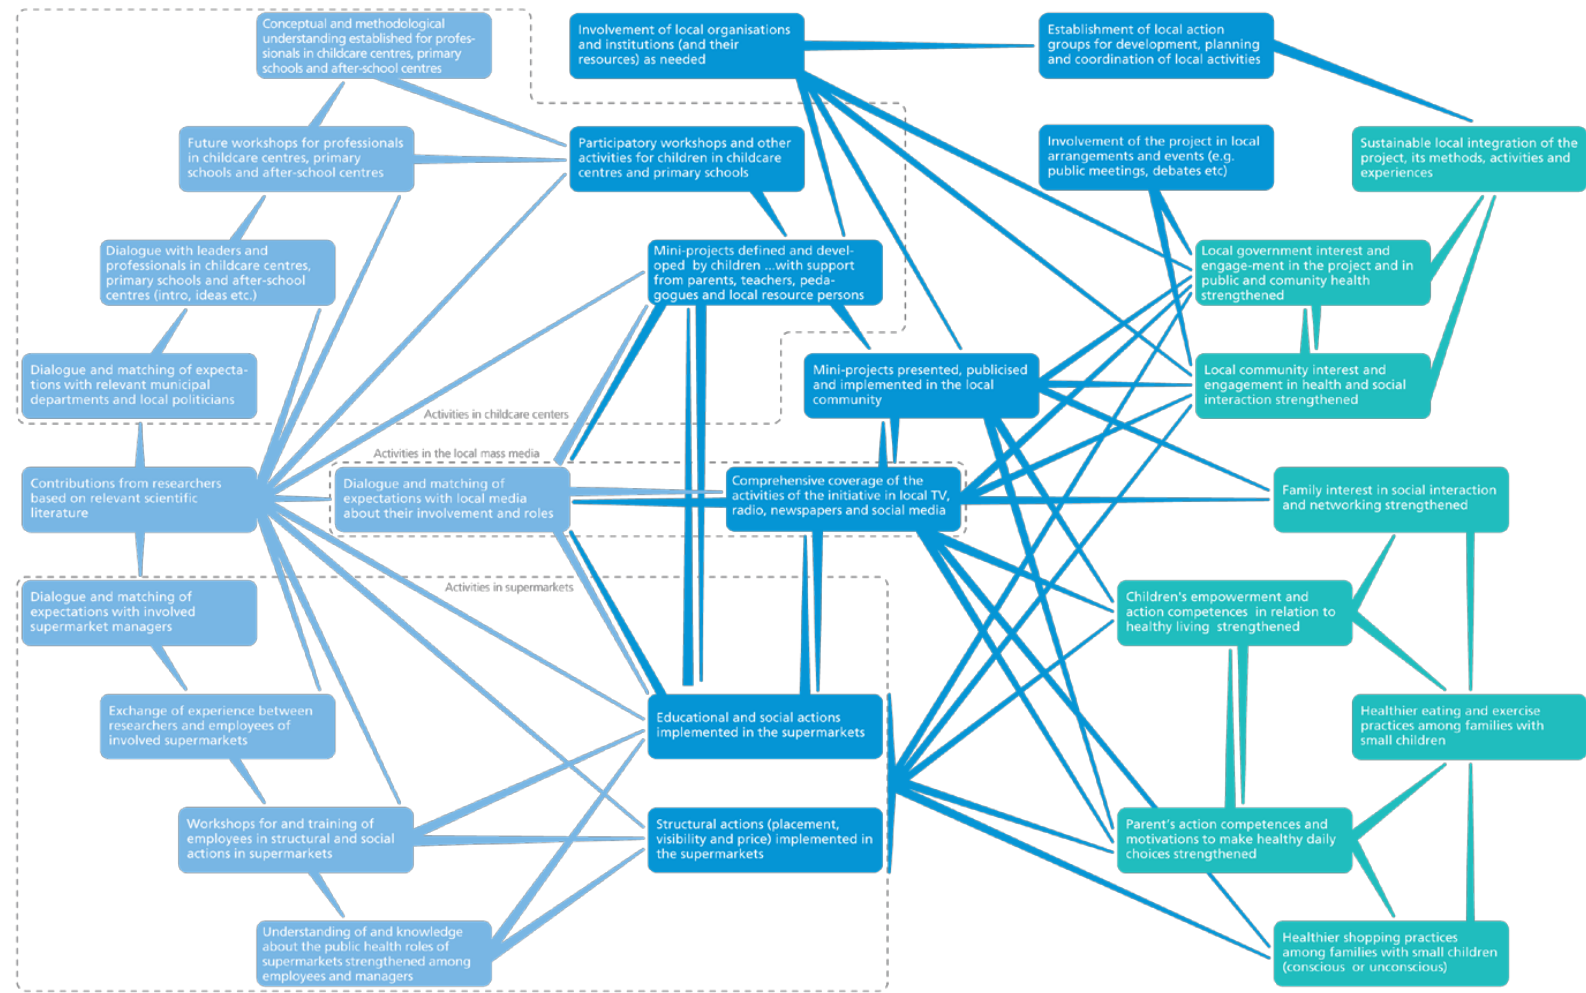 Conceptual and methodological
understanding established for profes-
sionals in childcare centres, primary
schools and after-school centres
Involvement of local organisations
and institutions (and their
resources) as needed
Establishment of local action
groups for development, planning
and coordination of local activities
Future workshops for professionals
in childcare centres, primary
schools and after-school centres
Participatory workshops and other
activities for children in childcare
centres and primary schools
Involvement of the project in local
arrangements and events (e.g.
public meetings, debates etc)
Sustainable local integration of the
project, its methods, activities and
experiences
Dialogue with leaders and
professionals in childcare centres,
primary schools and after-school
centres (intro, ideas etc.)
Mini-projects defined and devel-
oped by children ...with support
from parents, teachers, peda-
gogues and local resource persons
Local government interest and
engage-ment in the project and in
public and comunity health
strengthened
Dialogue and matching of expecta-
tions with relevant municipal
departments and local politicians
Mini-projects presented, publicised
and implemented in the local
community
Local community interest and
engagement in health and social
interaction strengthened
Activities in childcare centers
Activities in the local mass media
Contributions from researchers
based on relevant scientific
literature
Dialogue and matching of
expectations with local media
about their involvement and roles
Comprehensive coverage of the
activities of the initiative in local TV,
radio, newspapers and social media
Family interest in social interaction
and networking strengthened
Activities in supermarkets
Dialogue and matching of
expectations with involved
supermarket managers
Children's empowerment and
action competences in relation to
healthy living strengthened
Exchange of experience between
researchers and employees of
involved supermarkets
Educational and social actions
implemented in the supermarkets
Healthier eating and exercise
practices among families with
small children
Workshops for and training of
employees in structural and social
actions in supermarkets
Structural actions (placement,
visibility and price) implemented in
the supermarkets
Parent's action competences and
motivations to make healthy daily
choices strengthened
Understanding of and knowledge
about the public health roles of
supermarkets strengthened among
employees and managers
Healthier shopping practices
among families with small children
(conscious or unconscious)